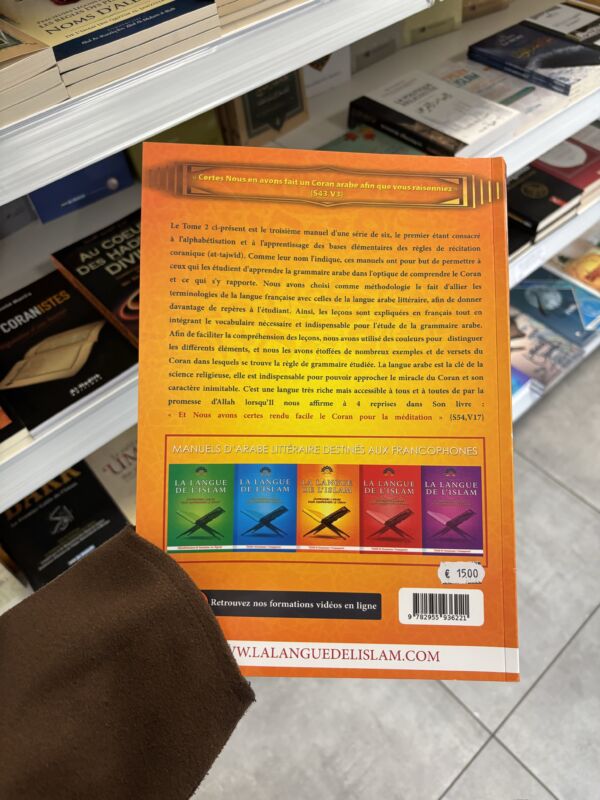 LES RÈGLES DES
NOMS D'AL
AU CŒUR
DES HAD
DIVI
CORANISTES
« Certes Nous en avons fait un Coran arabe afin que vous raisonniez »
(S43.V3)
Le Tome 2 ci-présent est le troisième manuel d'une série de six, le premier étant consacré
à l'alphabétisation et à l'apprentissage des bases élémentaires des règles de récitation
coranique (at-tajwîd). Comme leur nom l'indique, ces manuels ont pour but de permettre à
ceux qui les étudient d'apprendre la grammaire arabe dans l'optique de comprendre le Coran
et ce qui s'y rapporte. Nous avons choisi comme méthodologie le fait d'allier les
terminologies de la langue française avec celles de la langue arabe littéraire, afin de donner
davantage de repères à l'étudiant. Ainsi, les leçons sont expliquées en français tout en
intégrant le vocabulaire nécessaire et indispensable pour l'étude de la grammaire arabe.
Afin de faciliter la compréhension des leçons, nous avons utilisé des couleurs pour distinguer
les différents éléments, et nous les avons étoffées de nombreux exemples et de versets du
Coran dans lesquels se trouve la règle de grammaire étudiée. La langue arabe est la clé de la
science religieuse, elle est indispensable pour pouvoir approcher le miracle du Coran et son
caractère inimitable. C'est une langue très riche mais accessible à tous et à toutes de par la
promesse d'Allah lorsqu'Il nous affirme à 4 reprises dans Son livre :
« Et Nous avons certes rendu facile le Coran pour la méditation » (S54,V17)
MANUELS D'ARABE LITTÉRAIRE DESTINÉS AUX FRANCOPHONES
LA LANGUE
DE L'ISLAM
LA LANGUE
DE L'ISLAM
LA LANGUE
DE L'ISLAM
LA LANGUE
DE L'ISLAM
LA LANGUE
DE L'ISLAM
€ 1500
Retrouvez nos formations vidéos en ligne
9 782955 936221
WW.LALANGUEDELISLAM.COM